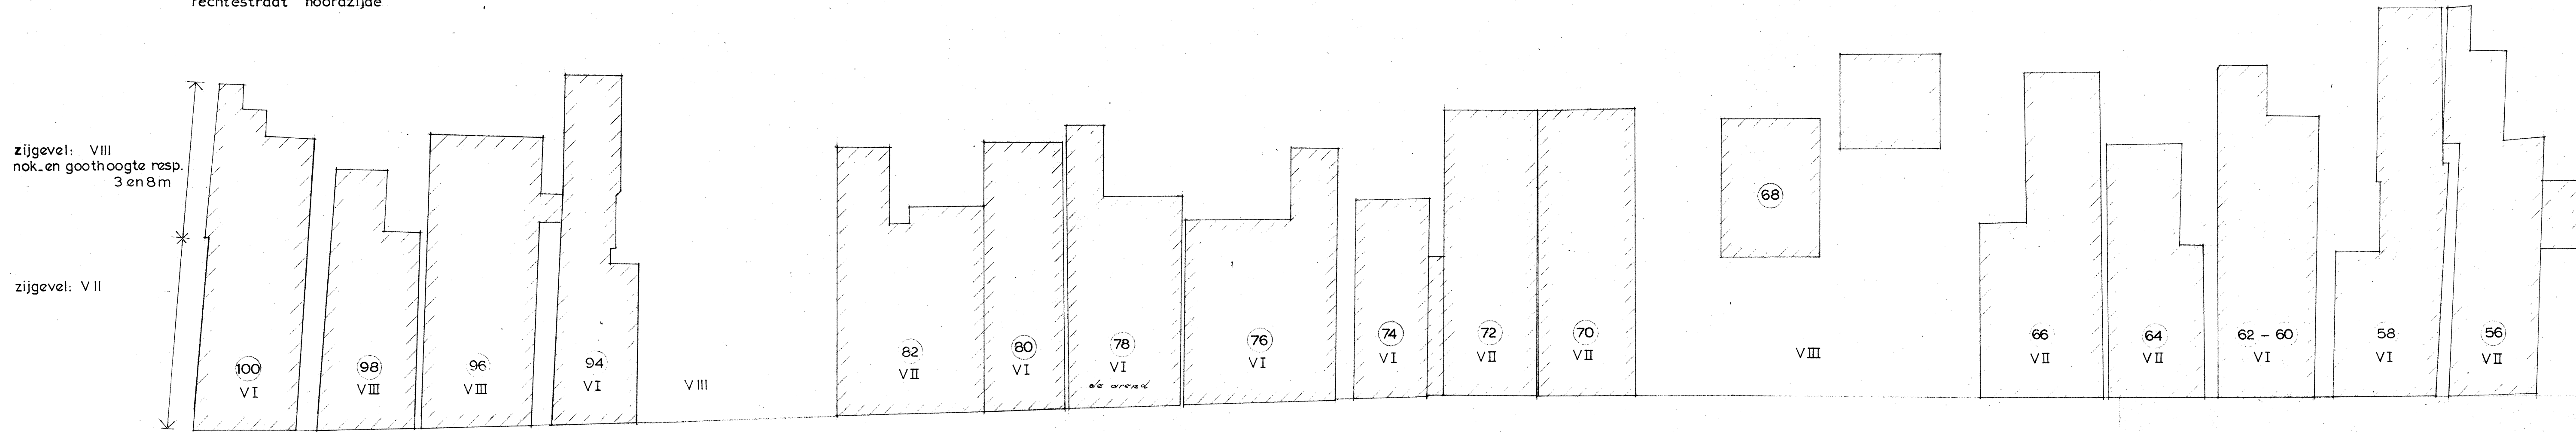 rechtestraat noordzijde
zijgevel: VIII
nok_en goothoogte resp.
3 en 8 m
zijgevel: VII
100
VI
98
VIII
96
VIII
94
VI
VIII
82
VII
80
VI
78
VI
de arend
76
VI
74
VI
72
VII
70
VII
68
VIII
66
VII
64
VII
62 - 60
VI
58
VI
56
VII